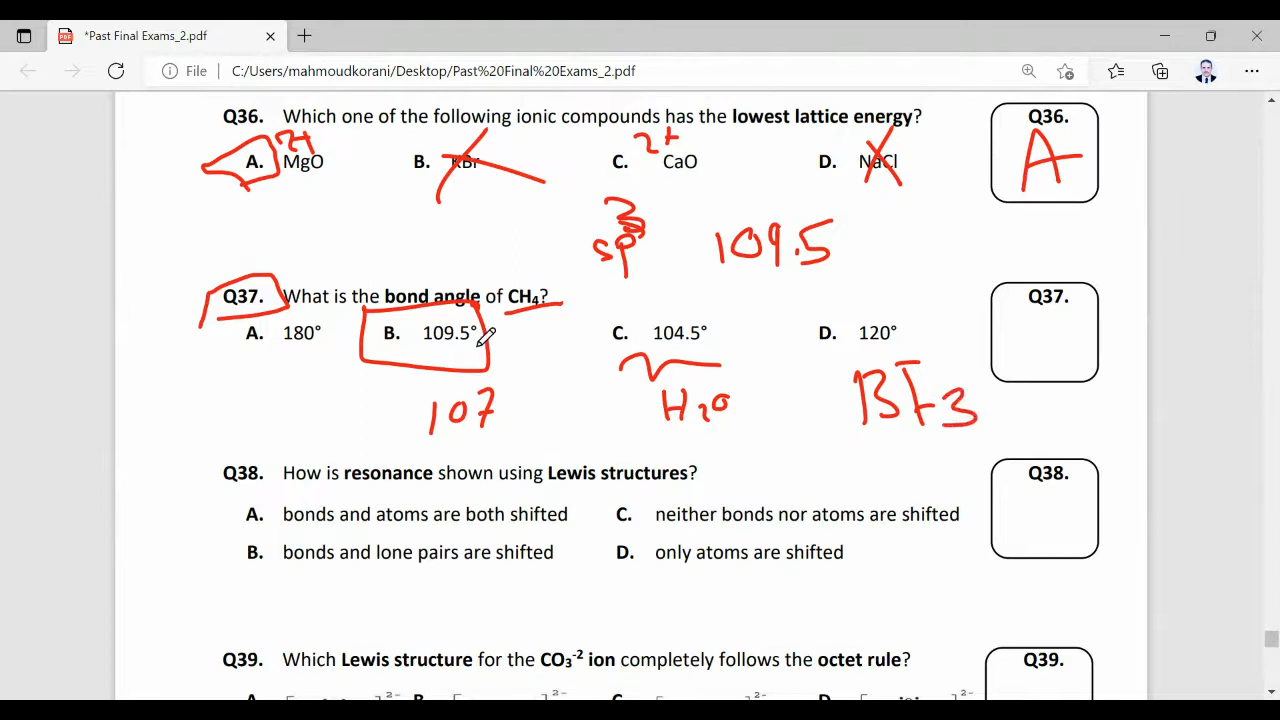 *Past Final Exams_2.pdf
File C:/Users/mahmoudkorani/Desktop/Past%20Final%20Exams_2.pdf
Q36. Which one of the following ionic compounds has the lowest lattice energy? Q36.
2+ 2+
A. MgO B. KBr C. CaO D. NaCl A
sp3 109.5
Q37. What is the bond angle of CH₄? Q37.
A. 180° B. 109.5° C. 104.5° D. 120°
107 H2O BF3
Q38. How is resonance shown using Lewis structures? Q38.
A. bonds and atoms are both shifted C. neither bonds nor atoms are shifted
B. bonds and lone pairs are shifted D. only atoms are shifted
Q39. Which Lewis structure for the CO₃⁻² ion completely follows the octet rule? Q39.
2− 2− 2− 2−